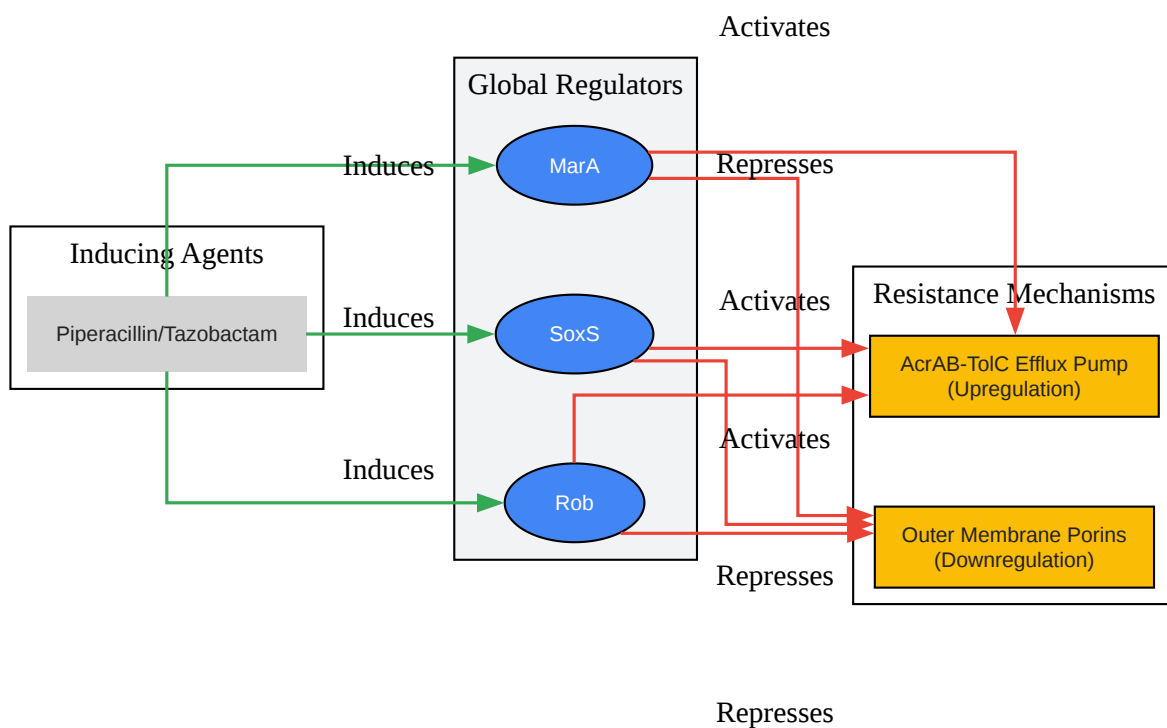 Activates
Global Regulators
MarA
Induces
Represses
Inducing Agents
Piperacillin/Tazobactam
Induces
SoxS
Activates
Resistance Mechanisms
AcrAB-TolC Efflux Pump
(Upregulation)
Activates
Induces
Rob
Outer Membrane Porins
(Downregulation)
Represses
Represses